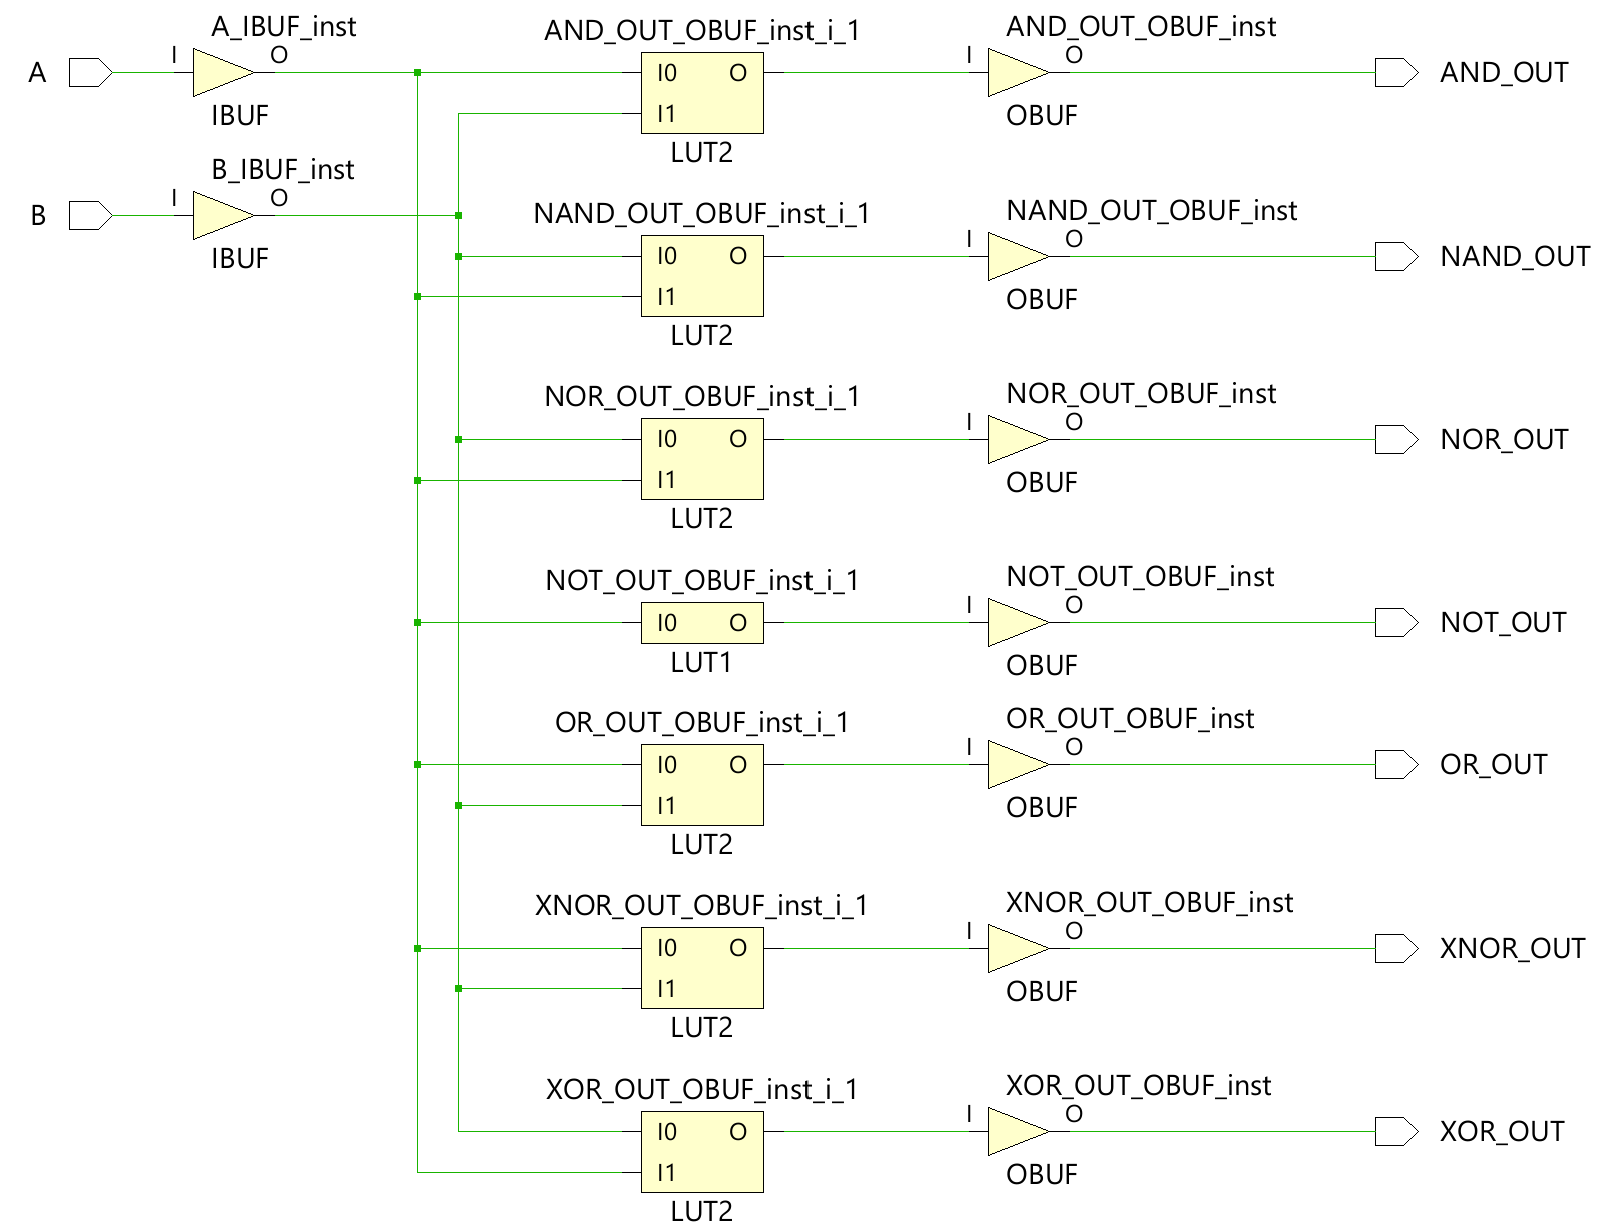 A_IBUF_inst
A
I
O
IBUF
B_IBUF_inst
B
I
O
IBUF
AND_OUT_OBUF_inst_i_1
I0
O
I1
LUT2
AND_OUT_OBUF_inst
I
O
OBUF
AND_OUT
NAND_OUT_OBUF_inst_i_1
I0
O
I1
LUT2
NAND_OUT_OBUF_inst
I
O
OBUF
NAND_OUT
NOR_OUT_OBUF_inst_i_1
I0
O
I1
LUT2
NOR_OUT_OBUF_inst
I
O
OBUF
NOR_OUT
NOT_OUT_OBUF_inst_i_1
I0
O
LUT1
NOT_OUT_OBUF_inst
I
O
OBUF
NOT_OUT
OR_OUT_OBUF_inst_i_1
I0
O
I1
LUT2
OR_OUT_OBUF_inst
I
O
OBUF
OR_OUT
XNOR_OUT_OBUF_inst_i_1
I0
O
I1
LUT2
XNOR_OUT_OBUF_inst
I
O
OBUF
XNOR_OUT
XOR_OUT_OBUF_inst_i_1
I0
O
I1
LUT2
XOR_OUT_OBUF_inst
I
O
OBUF
XOR_OUT